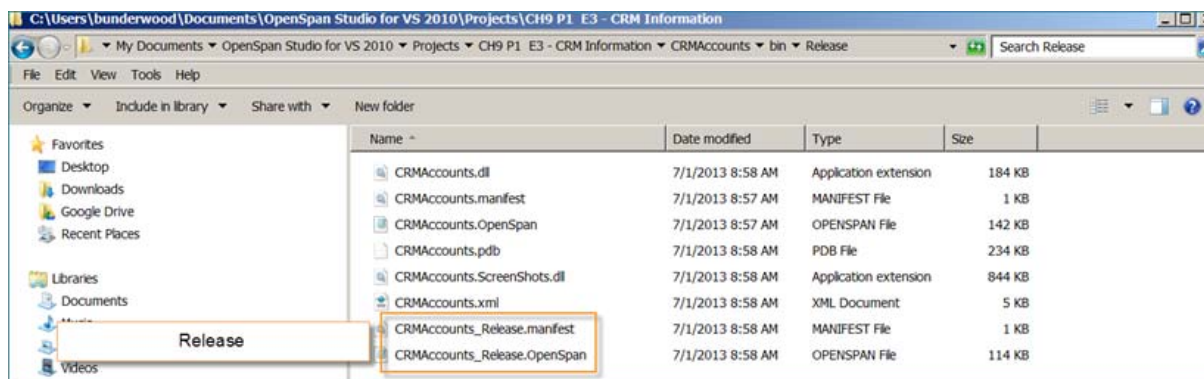 C:\Users\bunderwood\Documents\OpenSpan Studio for VS 2010\Projects\CH9 P1 E3 - CRM Information
My Documents OpenSpan Studio for VS 2010 Projects CH9 P1 E3 - CRM Information CRMAccounts bin Release
Search Release
File Edit View Tools Help
Organize Include in library Share with New folder
Name Date modified Type Size
Favorites
Desktop
Downloads
Google Drive
Recent Places
Libraries
Documents
Videos
Release
CRMAccounts.dll 7/1/2013 8:58 AM Application extension 184 KB
CRMAccounts.manifest 7/1/2013 8:57 AM MANIFEST File 1 KB
CRMAccounts.OpenSpan 7/1/2013 8:57 AM OPENSPAN File 142 KB
CRMAccounts.pdb 7/1/2013 8:58 AM PDB File 234 KB
CRMAccounts.ScreenShots.dll 7/1/2013 8:58 AM Application extension 844 KB
CRMAccounts.xml 7/1/2013 8:58 AM XML Document 5 KB
CRMAccounts_Release.manifest 7/1/2013 8:58 AM MANIFEST File 1 KB
CRMAccounts_Release.OpenSpan 7/1/2013 8:58 AM OPENSPAN File 114 KB